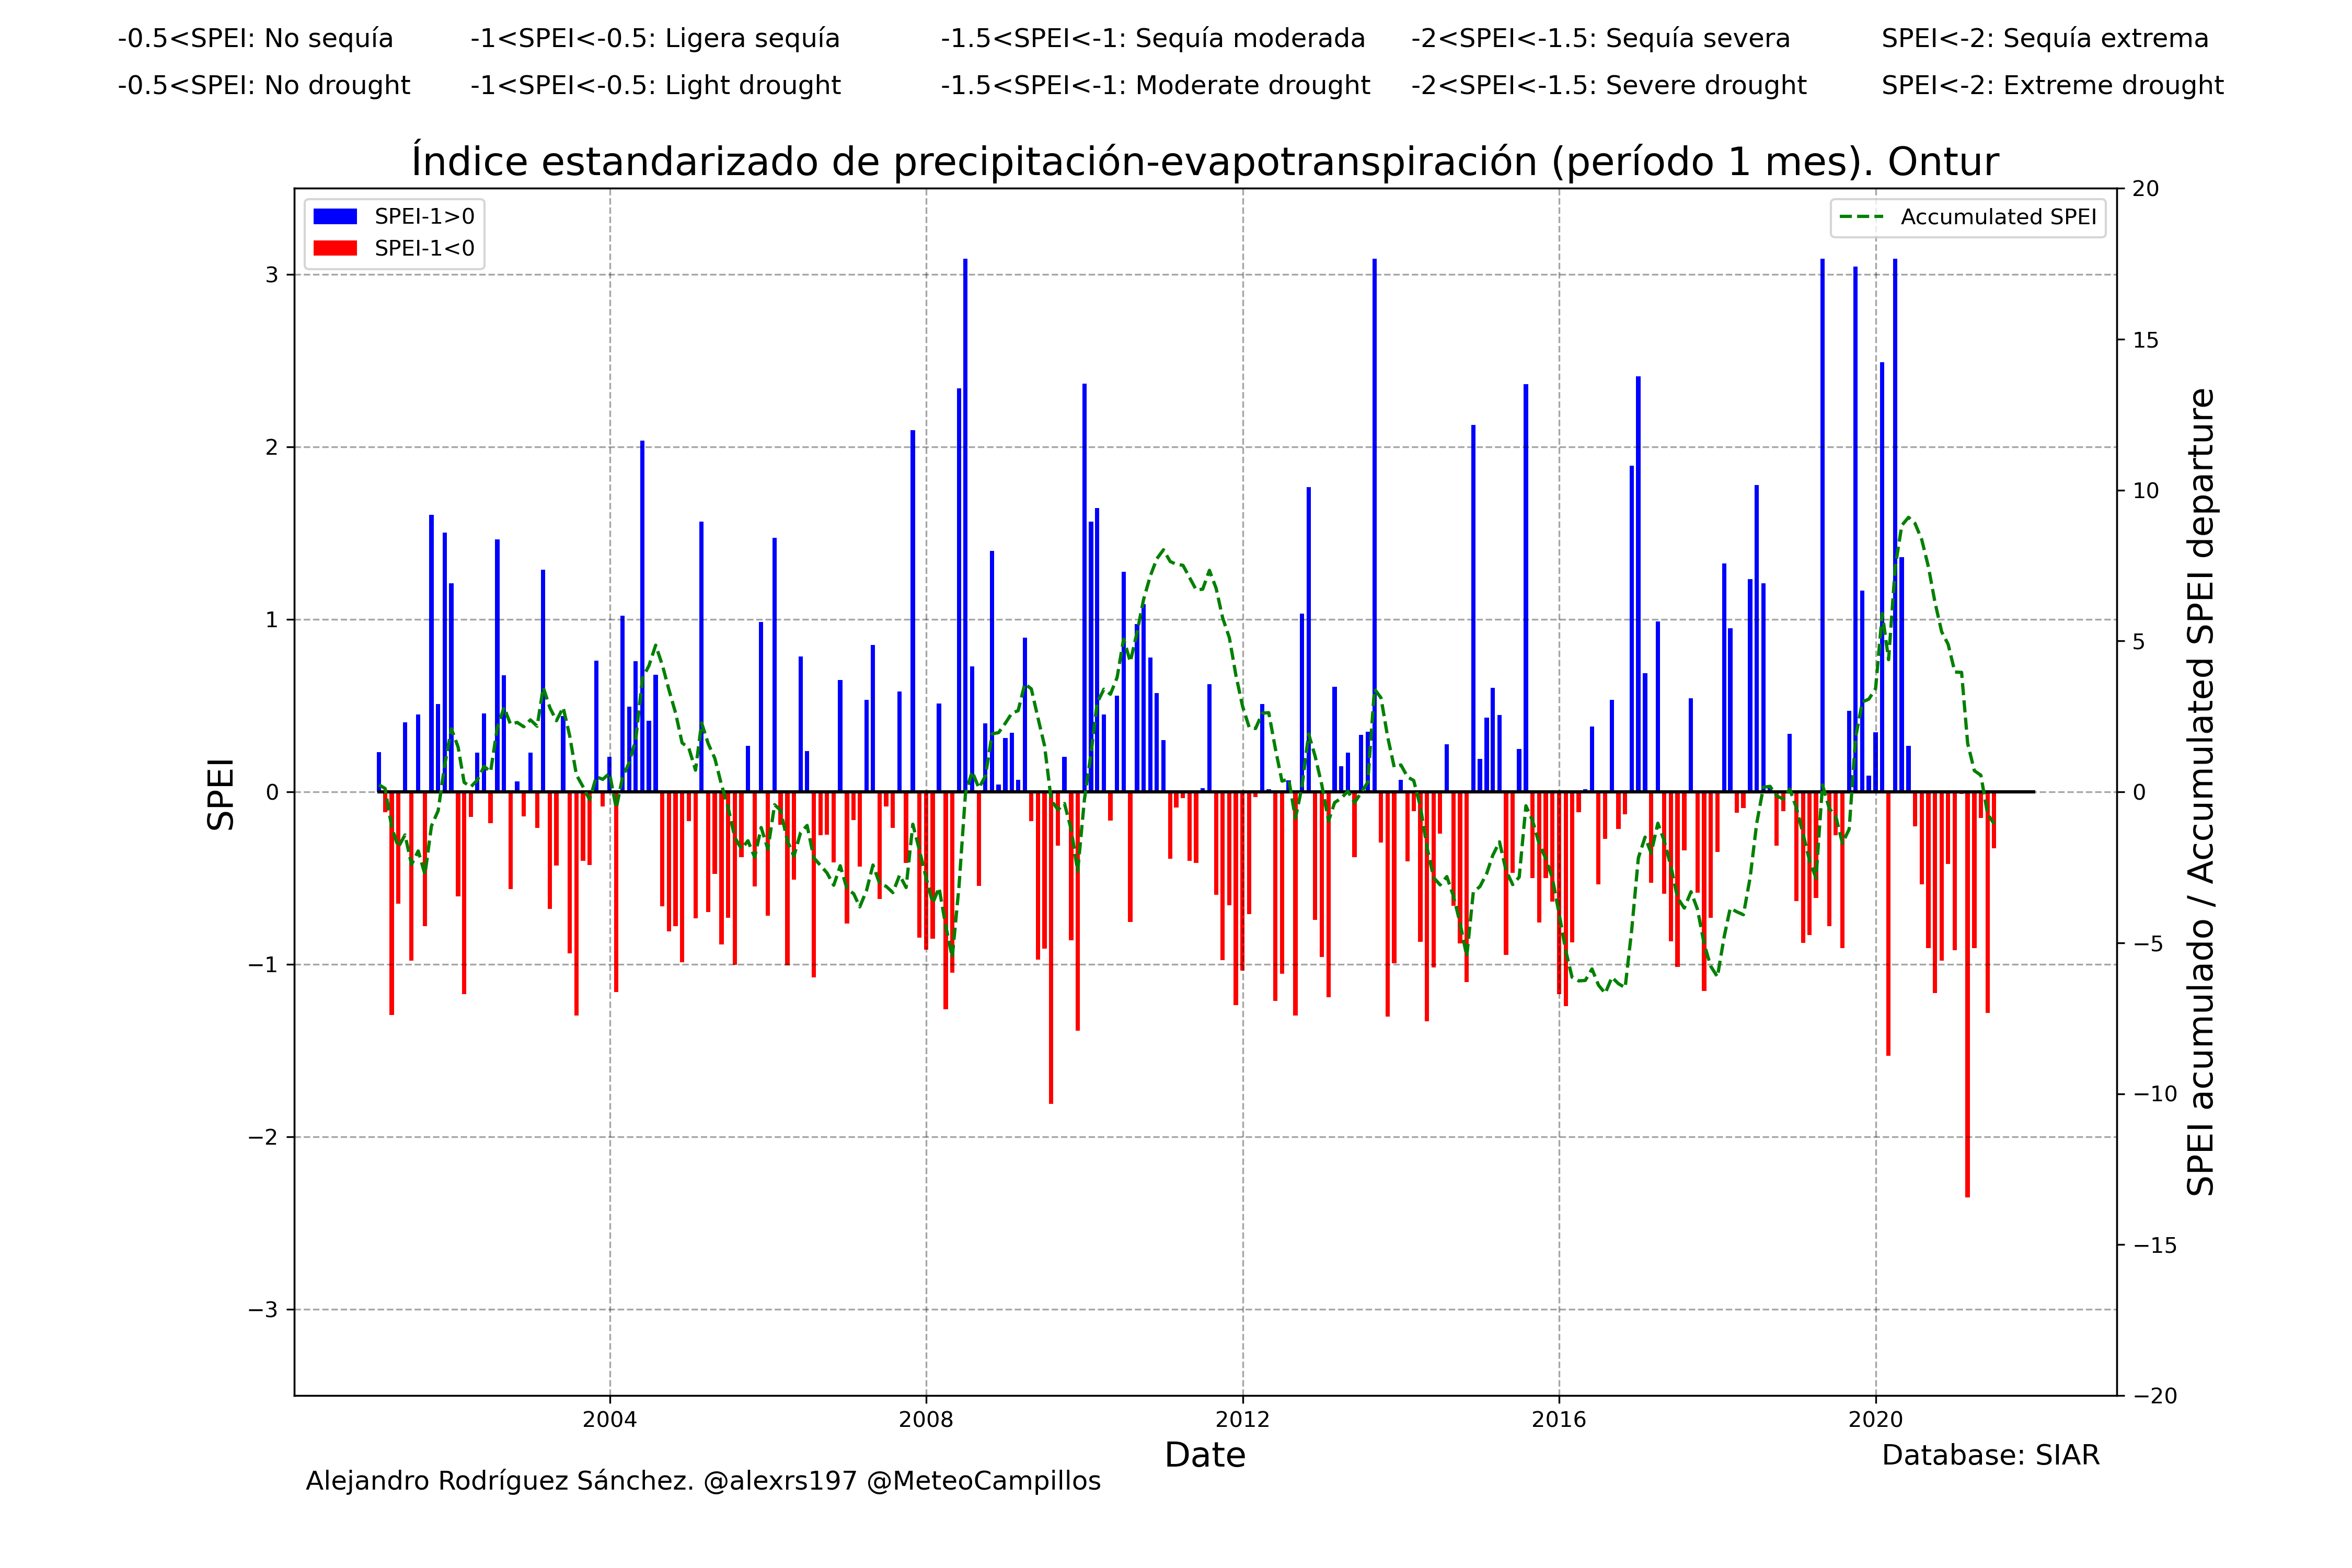 -0.5<SPEI: No sequía -1<SPEI<-0.5: Ligera sequía -1.5<SPEI<-1: Sequía moderada -2<SPEI<-1.5: Sequía severa SPEI<-2: Sequía extrema
-0.5<SPEI: No drought -1<SPEI<-0.5: Light drought -1.5<SPEI<-1: Moderate drought -2<SPEI<-1.5: Severe drought SPEI<-2: Extreme drought
Índice estandarizado de precipitación-evapotranspiración (período 1 mes). Ontur
SPEI-1>0
SPEI-1<0
Accumulated SPEI
SPEI
3
2
1
0
−1
−2
−3
20
15
10
5
0
−5
−10
−15
−20
SPEI acumulado / Accumulated SPEI departure
2004 2008 2012 2016 2020
Date
Database: SIAR
Alejandro Rodríguez Sánchez. @alexrs197 @MeteoCampillos